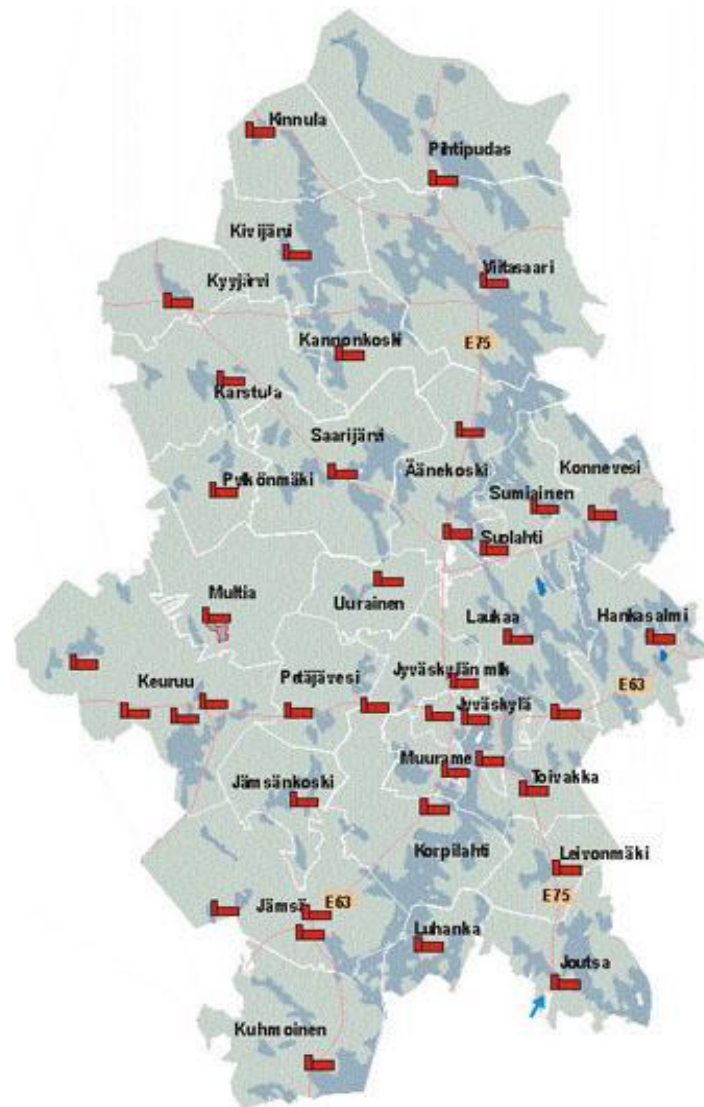 Kinnula
Pihtipudas
Kivijärvi
Viitasaari
Kyyjärvi
Kannonkoski
E75
Karstula
Saarijärvi
Äänekoski
Konnevesi
Pylkönmäki
Sumiainen
Suolahti
Multia
Uurainen
Laukaa
Hankasalmi
Keuruu
Petäjävesi
Jyväskylän mlk
E63
Jyväskylä
Muurame
Toivakka
Jämsänkoski
Korpilahti
Leivonmäki
Jämsä
E63
E75
Luhanka
Joutsa
Kuhmoinen